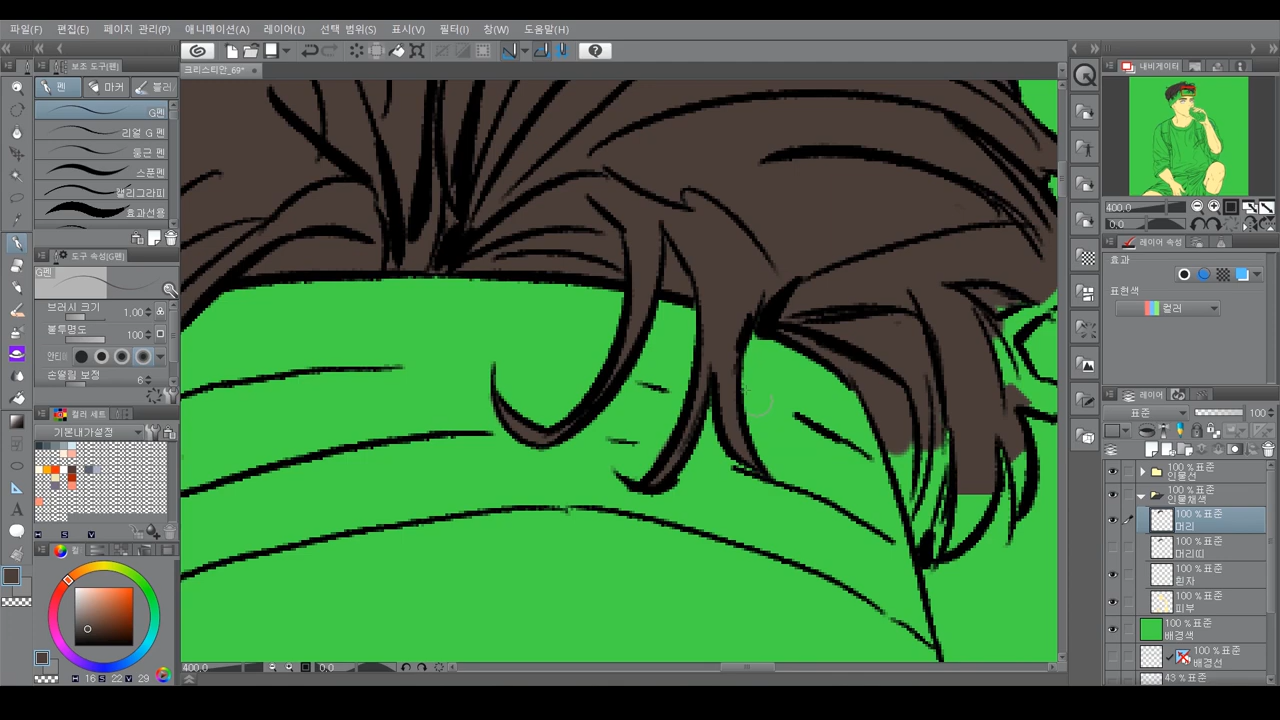 파일(F) 편집(E) 페이지 관리(P) 애니메이션(A) 레이어(L) 선택 범위(S) 표시(V) 필터(I) 창(W) 도움말(H)
보조 도구[펜]
크리스티안_69*
펜 마커 블러
G펜
리얼 G 펜
둥근 펜
스푼펜
캘리그라피
효과선용
도구 속성[G펜]
G펜
브러시 크기 1,00
불투명도 100
안티
손떨림 보정 6
컬러 세트
기본내가설정
H S V
H 16 S 22 V 29
400.0 0.0
내비게이터
400.0
0.0
레이어 속성
효과
표현색
컬러
레이어
표준 100
100 % 표준
인물선
100 % 표준
인물채색
100 % 표준
머리
100 % 표준
머리띠
100 % 표준
흰자
100 % 표준
피부
100 % 표준
배경색
100 % 표준
배경선
43 % 표준